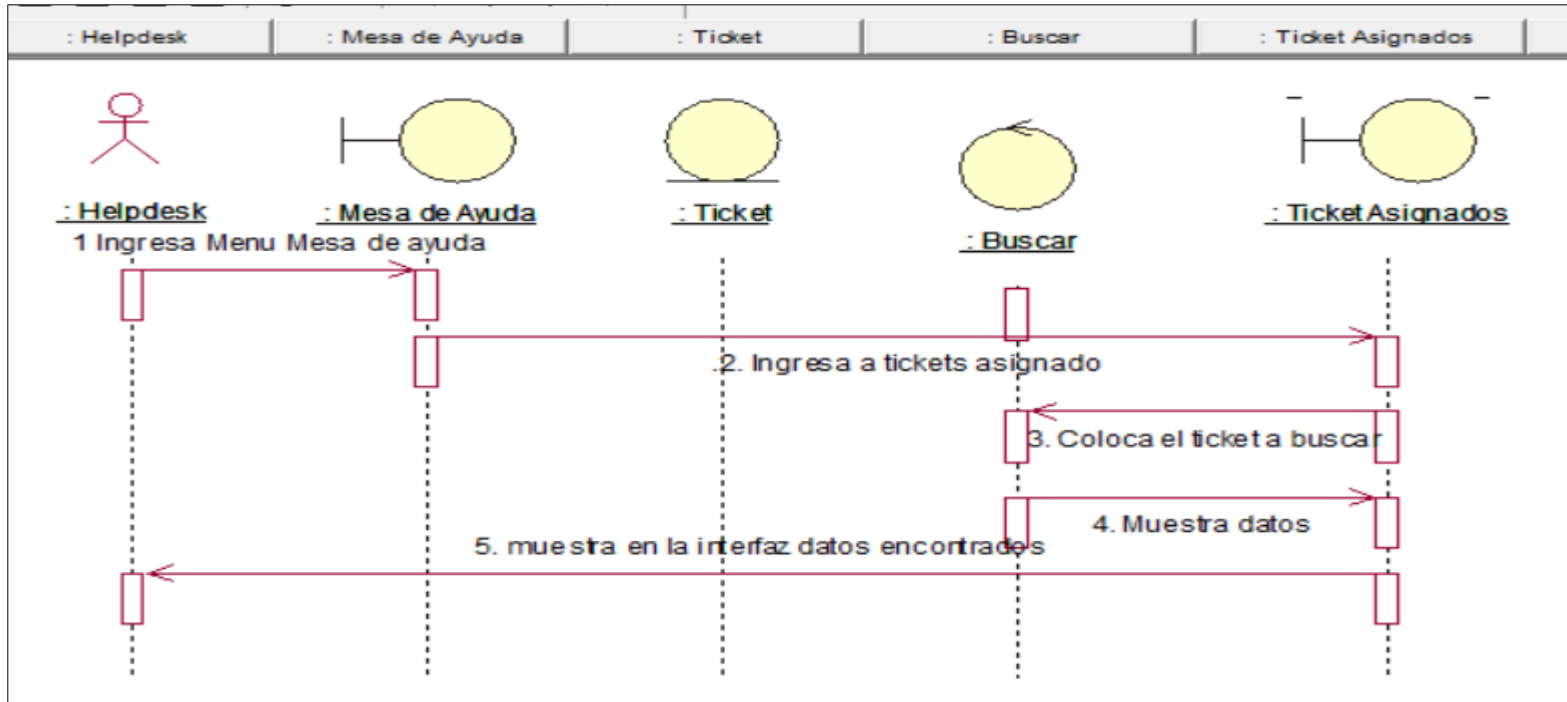 : Helpdesk
: Mesa de Ayuda
: Ticket
: Buscar
: Ticket Asignados
: Helpdesk
: Mesa de Ayuda
: Ticket
: Buscar
: Ticket Asignados
1 Ingresa Menu Mesa de ayuda
.2. Ingresa a tickets asignado
3. Coloca el ticket a buscar
4. Muestra datos
5. muestra en la interfaz datos encontrados